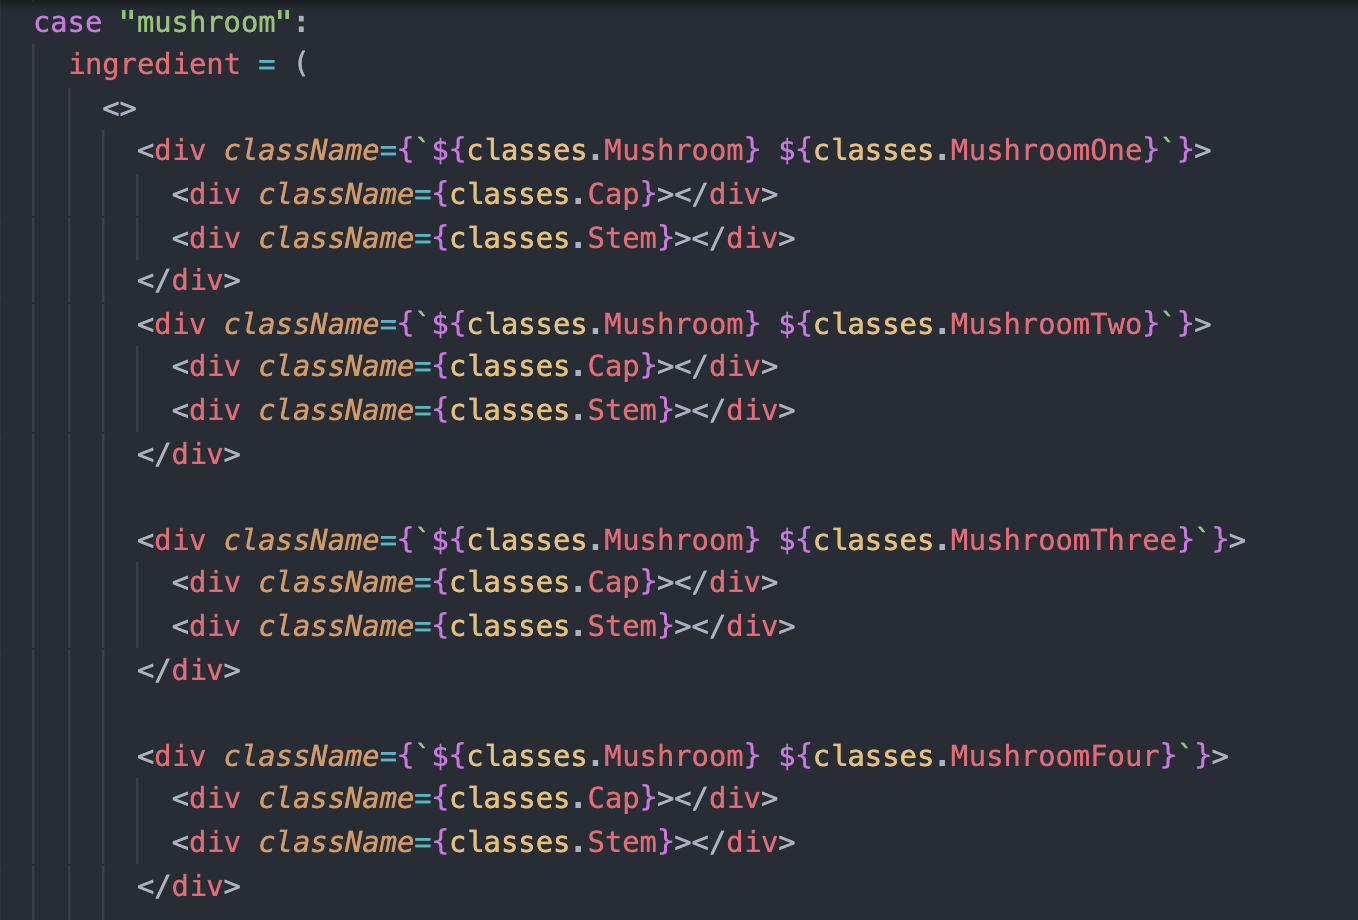 case "mushroom":
  ingredient = (
    <>
      <div className={`${classes.Mushroom} ${classes.MushroomOne}`}>
        <div className={classes.Cap}></div>
        <div className={classes.Stem}></div>
      </div>
      <div className={`${classes.Mushroom} ${classes.MushroomTwo}`}>
        <div className={classes.Cap}></div>
        <div className={classes.Stem}></div>
      </div>
      <div className={`${classes.Mushroom} ${classes.MushroomThree}`}>
        <div className={classes.Cap}></div>
        <div className={classes.Stem}></div>
      </div>
      <div className={`${classes.Mushroom} ${classes.MushroomFour}`}>
        <div className={classes.Cap}></div>
        <div className={classes.Stem}></div>
      </div>